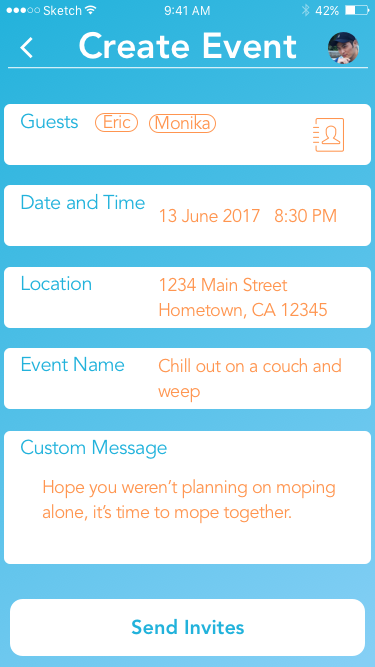 Sketch 9:41 AM 42%
Create Event
Guests Eric Monika
Date and Time
13 June 2017 8:30 PM
Location 1234 Main Street
Hometown, CA 12345
Event Name Chill out on a couch and
weep
Custom Message
Hope you weren’t planning on moping
alone, it’s time to mope together.
Send Invites